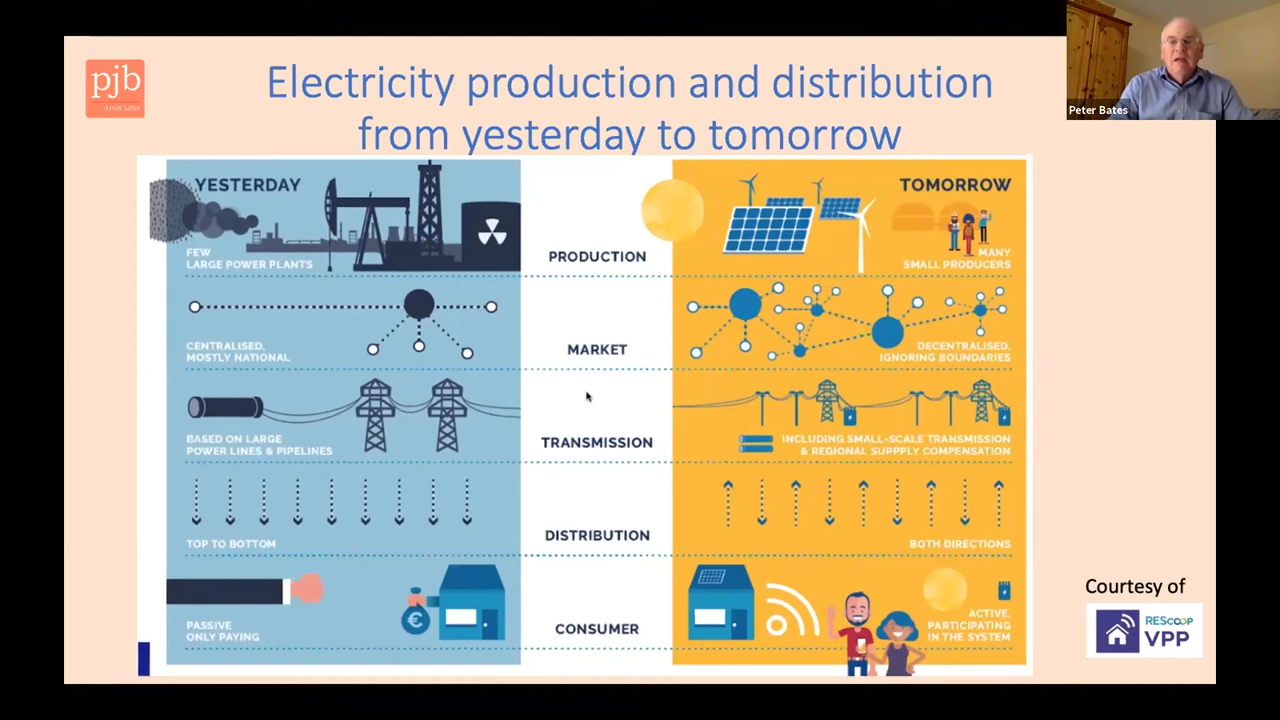 pjb
Associates
Electricity production and distribution
from yesterday to tomorrow
Peter Bates
YESTERDAY
TOMORROW
FEW
LARGE POWER PLANTS
PRODUCTION
MANY
SMALL PRODUCERS
CENTRALISED,
MOSTLY NATIONAL
MARKET
DECENTRALISED,
IGNORING BOUNDARIES
BASED ON LARGE
POWER LINES & PIPELINES
TRANSMISSION
INCLUDING SMALL-SCALE TRANSMISSION
& REGIONAL SUPPPLY COMPENSATION
TOP TO BOTTOM
DISTRIBUTION
BOTH DIRECTIONS
PASSIVE
ONLY PAYING
€
CONSUMER
ACTIVE,
PARTICIPATING
IN THE SYSTEM
Courtesy of
REScoop
VPP